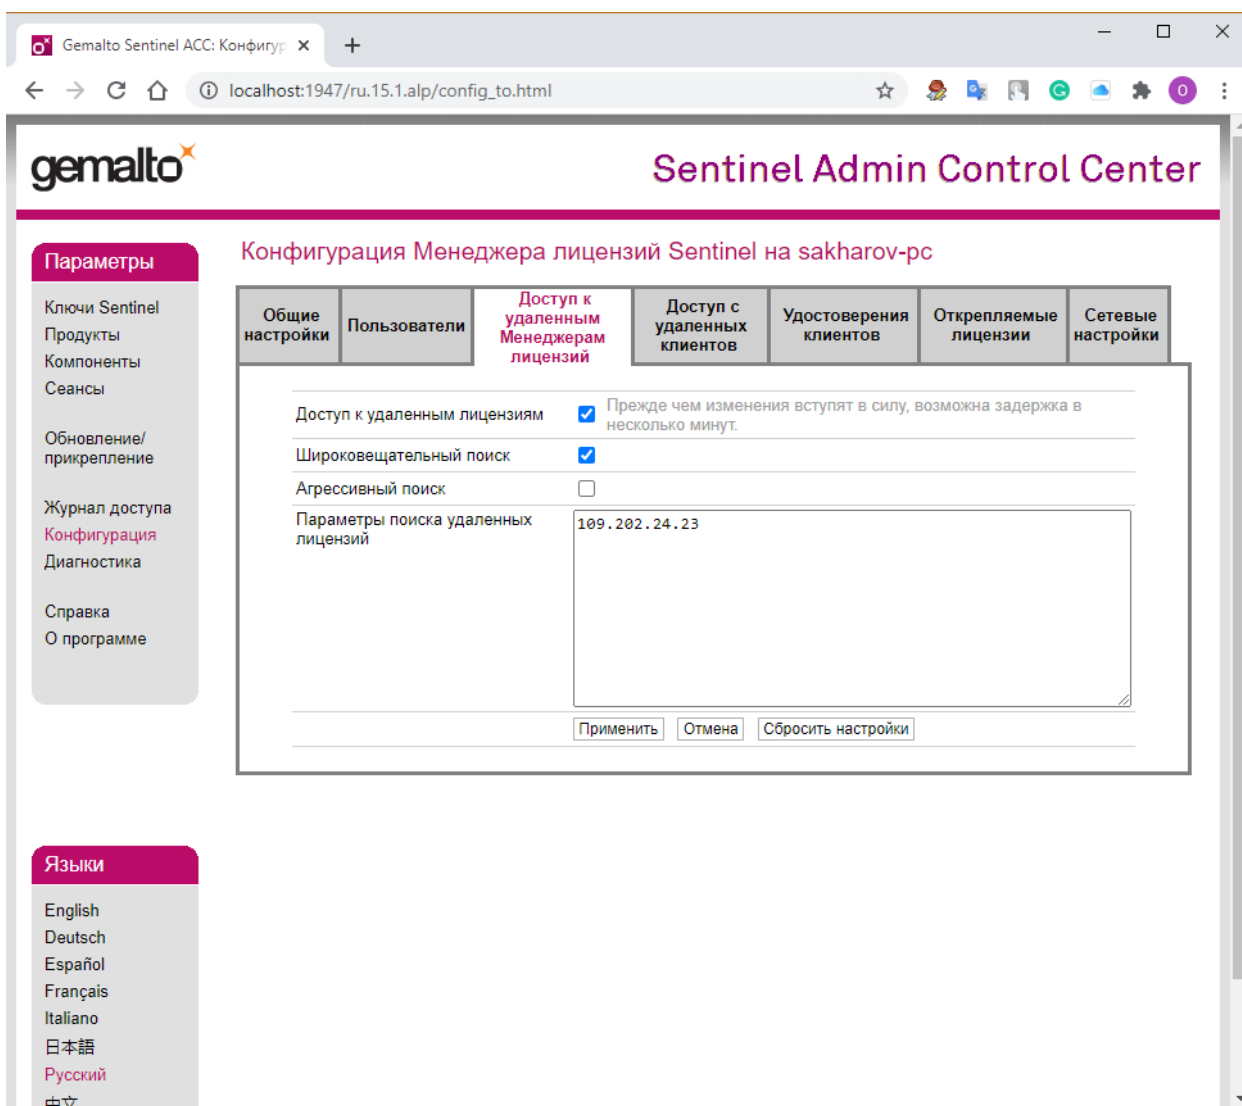 Gemalto Sentinel ACC: Конфигур
localhost:1947/ru.15.1.alp/config_to.html
O
gemalto
Sentinel Admin Control Center
Параметры
Ключи Sentinel
Продукты
Компоненты
Сеансы
Обновление/
прикрепление
Журнал доступа
Конфигурация
Диагностика
Справка
О программе
Конфигурация Менеджера лицензий Sentinel на sakharov-pc
Общие
настройки
Пользователи
Доступ к
удаленным
Менеджерам
лицензий
Доступ с
удаленных
клиентов
Удостоверения
клиентов
Открепляемые
лицензии
Сетевые
настройки
Доступ к удаленным лицензиям
Прежде чем изменения вступят в силу, возможна задержка в
несколько минут.
Широковещательный поиск
Агрессивный поиск
Параметры поиска удаленных
лицензий
109.202.24.23
Применить
Отмена
Сбросить настройки
Языки
English
Deutsch
Español
Français
Italiano
日本語
Русский
中文